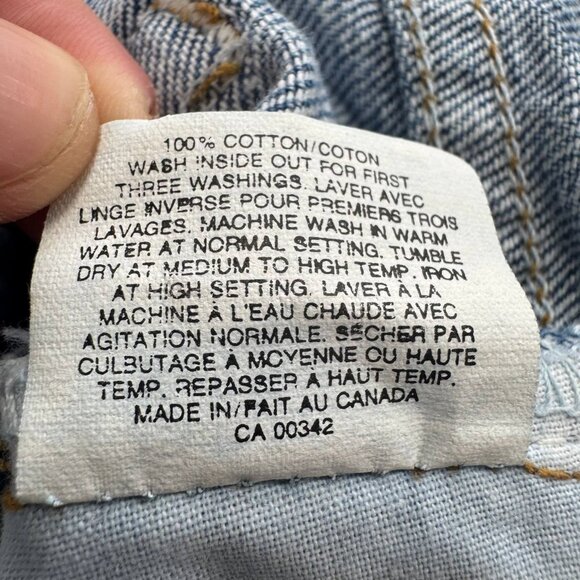 100% COTTON/COTON
WASH INSIDE OUT FOR FIRST
THREE WASHINGS. LAVER AVEC
LINGE INVERSE POUR PREMIERS TROIS
LAVAGES. MACHINE WASH IN WARM
WATER AT NORMAL SETTING. TUMBLE
DRY AT MEDIUM TO HIGH TEMP. IRON
AT HIGH SETTING. LAVER À LA
MACHINE À L'EAU CHAUDE AVEC
AGITATION NORMALE. SÉCHER PAR
CULBUTAGE À MOYENNE OU HAUTE
TEMP. REPASSER À HAUT TEMP.
MADE IN/FAIT AU CANADA
CA 00342